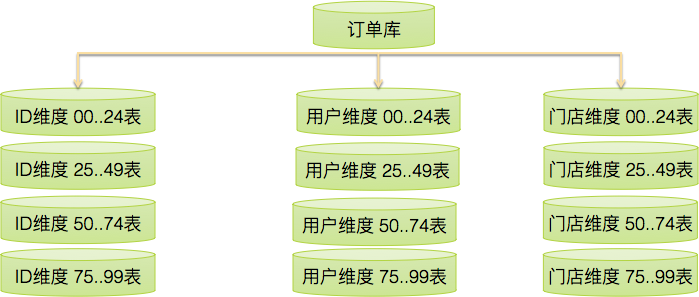 订单库
ID维度 00..24表
用户维度 00..24表
门店维度 00..24表
ID维度 25..49表
用户维度 25..49表
门店维度 25..49表
ID维度 50..74表
用户维度 50..74表
门店维度 50..74表
ID维度 75..99表
用户维度 75..99表
门店维度 75..99表